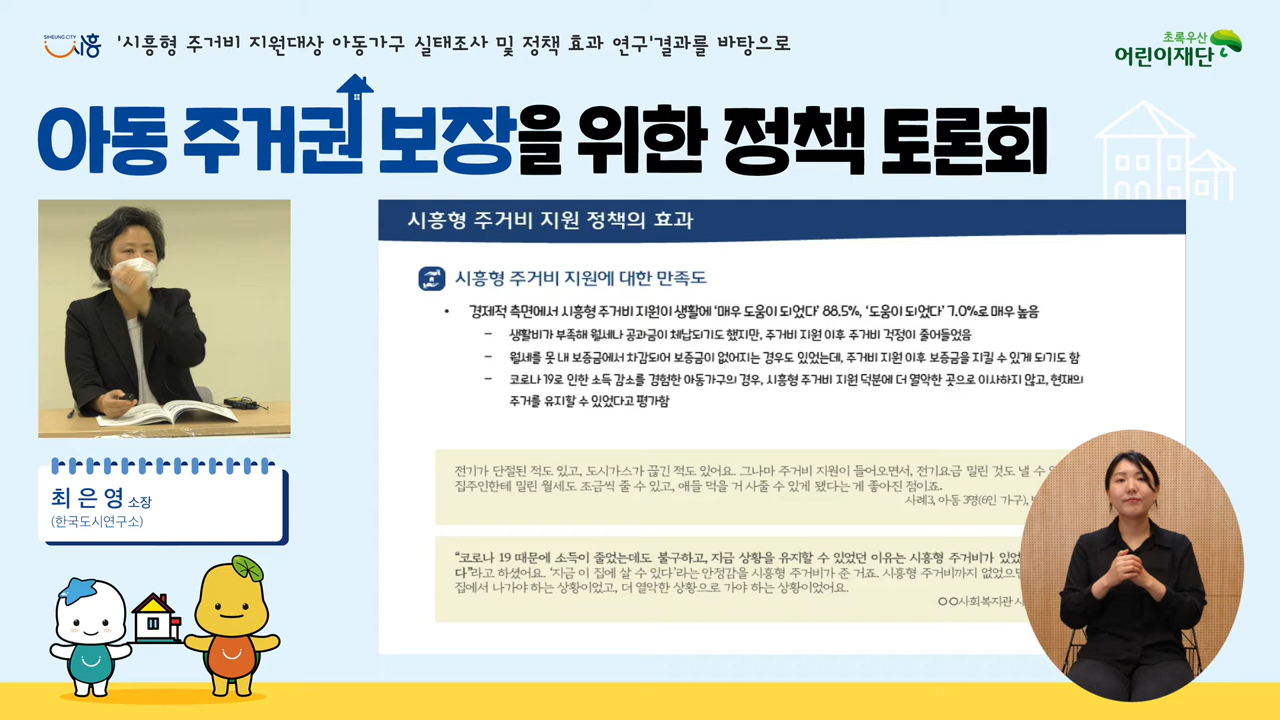 SIHEUNG CITY
시흥
'시흥형 주거비 지원대상 아동가구 실태조사 및 정책 효과 연구'결과를 바탕으로
초록우산
어린이재단
아동 주거권 보장을 위한 정책 토론회
시흥형 주거비 지원 정책의 효과
시흥형 주거비 지원에 대한 만족도
• 경제적 측면에서 시흥형 주거비 지원이 생활에 '매우 도움이 되었다' 88.5%, '도움이 되었다' 7.0%로 매우 높음
– 생활비가 부족해 월세나 공과금이 체납되기도 했지만, 주거비 지원 이후 주거비 걱정이 줄어들었음
– 월세를 못 내 보증금에서 차감되어 보증금이 없어지는 경우도 있었는데, 주거비 지원 이후 보증금을 지킬 수 있게 되기도 함
– 코로나 19로 인한 소득 감소를 경험한 아동가구의 경우, 시흥형 주거비 지원 덕분에 더 열악한 곳으로 이사하지 않고, 현재의
주거를 유지할 수 있었다고 평가함
전기가 단절된 적도 있고, 도시가스가 끊긴 적도 있어요. 그나마 주거비 지원이 들어오면서, 전기요금 밀린 것도 낼 수
집주인한테 밀린 월세도 조금씩 줄 수 있고, 애들 먹을 거 사줄 수 있게 됐다는 게 좋아진 점이죠.
사례3, 아동 3명(6인 가구),
"코로나 19 때문에 소득이 줄었는데도 불구하고, 지금 상황을 유지할 수 있었던 이유는 시흥형 주거비가 있었
다"라고 하셨어요. '지금 이 집에 살 수 있다'라는 안정감을 시흥형 주거비가 준 거죠. 시흥형 주거비까지 없었으면
집에서 나가야 하는 상황이었고, 더 열악한 상황으로 가야 하는 상황이었어요.
○○사회복지관
최은영 소장
(한국도시연구소)